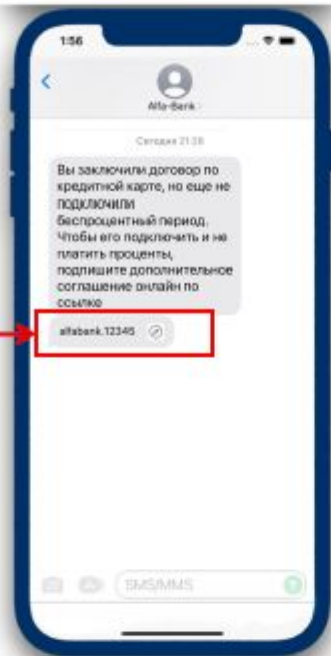 1:56
Alfa-Bank
Сегодня 21:38
Вы заключили договор по
кредитной карте, но еще не
подключили
беспроцентный период.
Чтобы его подключить и не
платить проценты,
подпишите дополнительное
соглашение онлайн по
ссылке
alfabank.12345
SMS/MMS